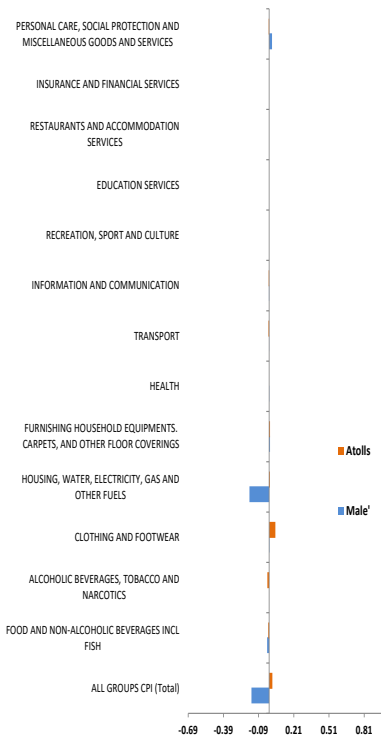 PERSONAL CARE, SOCIAL PROTECTION AND
MISCELLANEOUS GOODS AND SERVICES
INSURANCE AND FINANCIAL SERVICES
RESTAURANTS AND ACCOMMODATION
SERVICES
EDUCATION SERVICES
RECREATION, SPORT AND CULTURE
INFORMATION AND COMMUNICATION
TRANSPORT
HEALTH
FURNISHING HOUSEHOLD EQUIPMENTS.
CARPETS, AND OTHER FLOOR COVERINGS
Atolls
HOUSING, WATER, ELECTRICITY, GAS AND
OTHER FUELS
Male'
CLOTHING AND FOOTWEAR
ALCOHOLIC BEVERAGES, TOBACCO AND
NARCOTICS
FOOD AND NON-ALCOHOLIC BEVERAGES INCL
FISH
ALL GROUPS CPI (Total)
-0.69 -0.39 -0.09 0.21 0.51 0.81